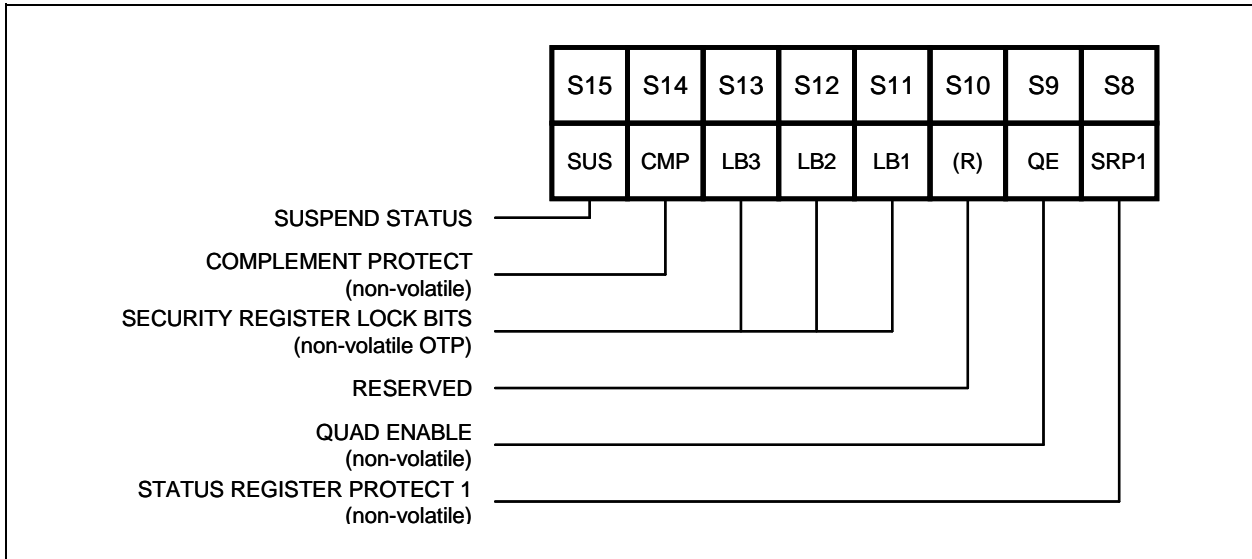 S15 S14 S13 S12 S11 S10 S9 S8
SUS CMP LB3 LB2 LB1 (R) QE SRP1
SUSPEND STATUS
COMPLEMENT PROTECT
(non-volatile)
SECURITY REGISTER LOCK BITS
(non-volatile OTP)
RESERVED
QUAD ENABLE
(non-volatile)
STATUS REGISTER PROTECT 1
(non-volatile)